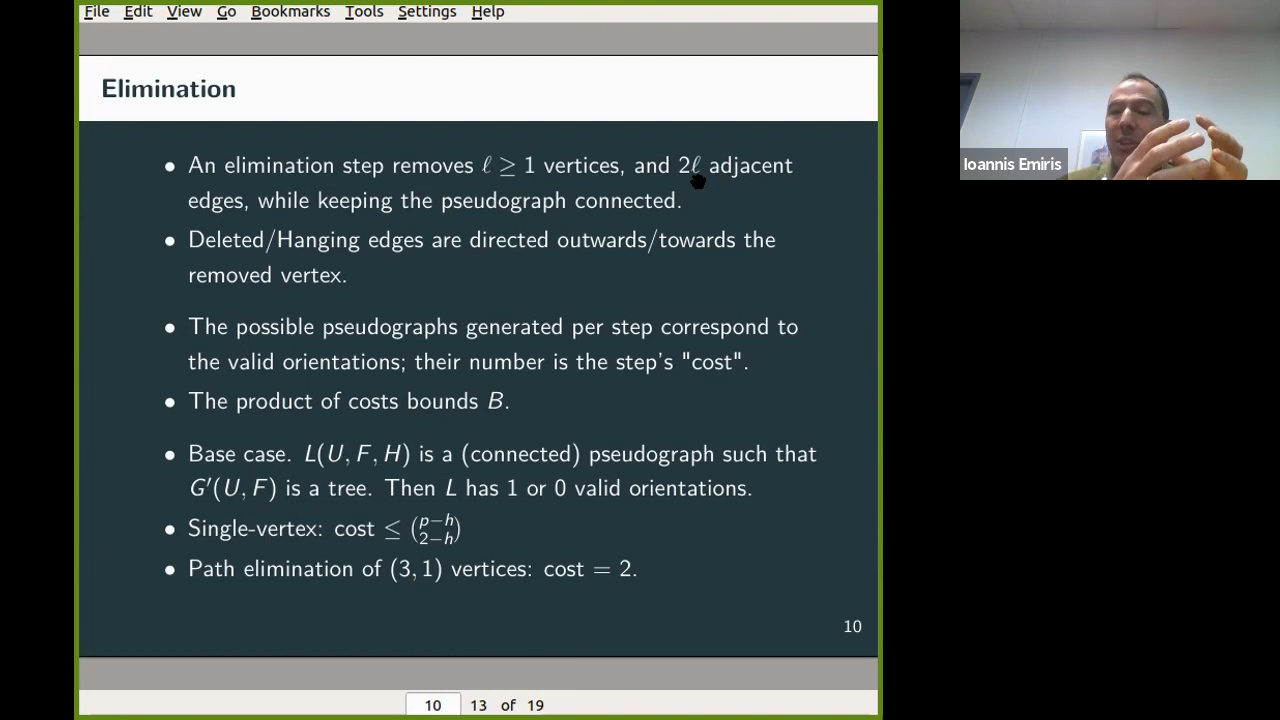 File Edit View Go Bookmarks Tools Settings Help
Elimination
• An elimination step removes ℓ ≥ 1 vertices, and 2ℓ adjacent
edges, while keeping the pseudograph connected.
• Deleted/Hanging edges are directed outwards/towards the
removed vertex.
• The possible pseudographs generated per step correspond to
the valid orientations; their number is the step's "cost".
• The product of costs bounds B.
• Base case. L(U, F, H) is a (connected) pseudograph such that
G′(U, F) is a tree. Then L has 1 or 0 valid orientations.
• Single-vertex: cost ≤ (p−h 2−h)
• Path elimination of (3, 1) vertices: cost = 2.
10
10 13 of 19
Ioannis Emiris